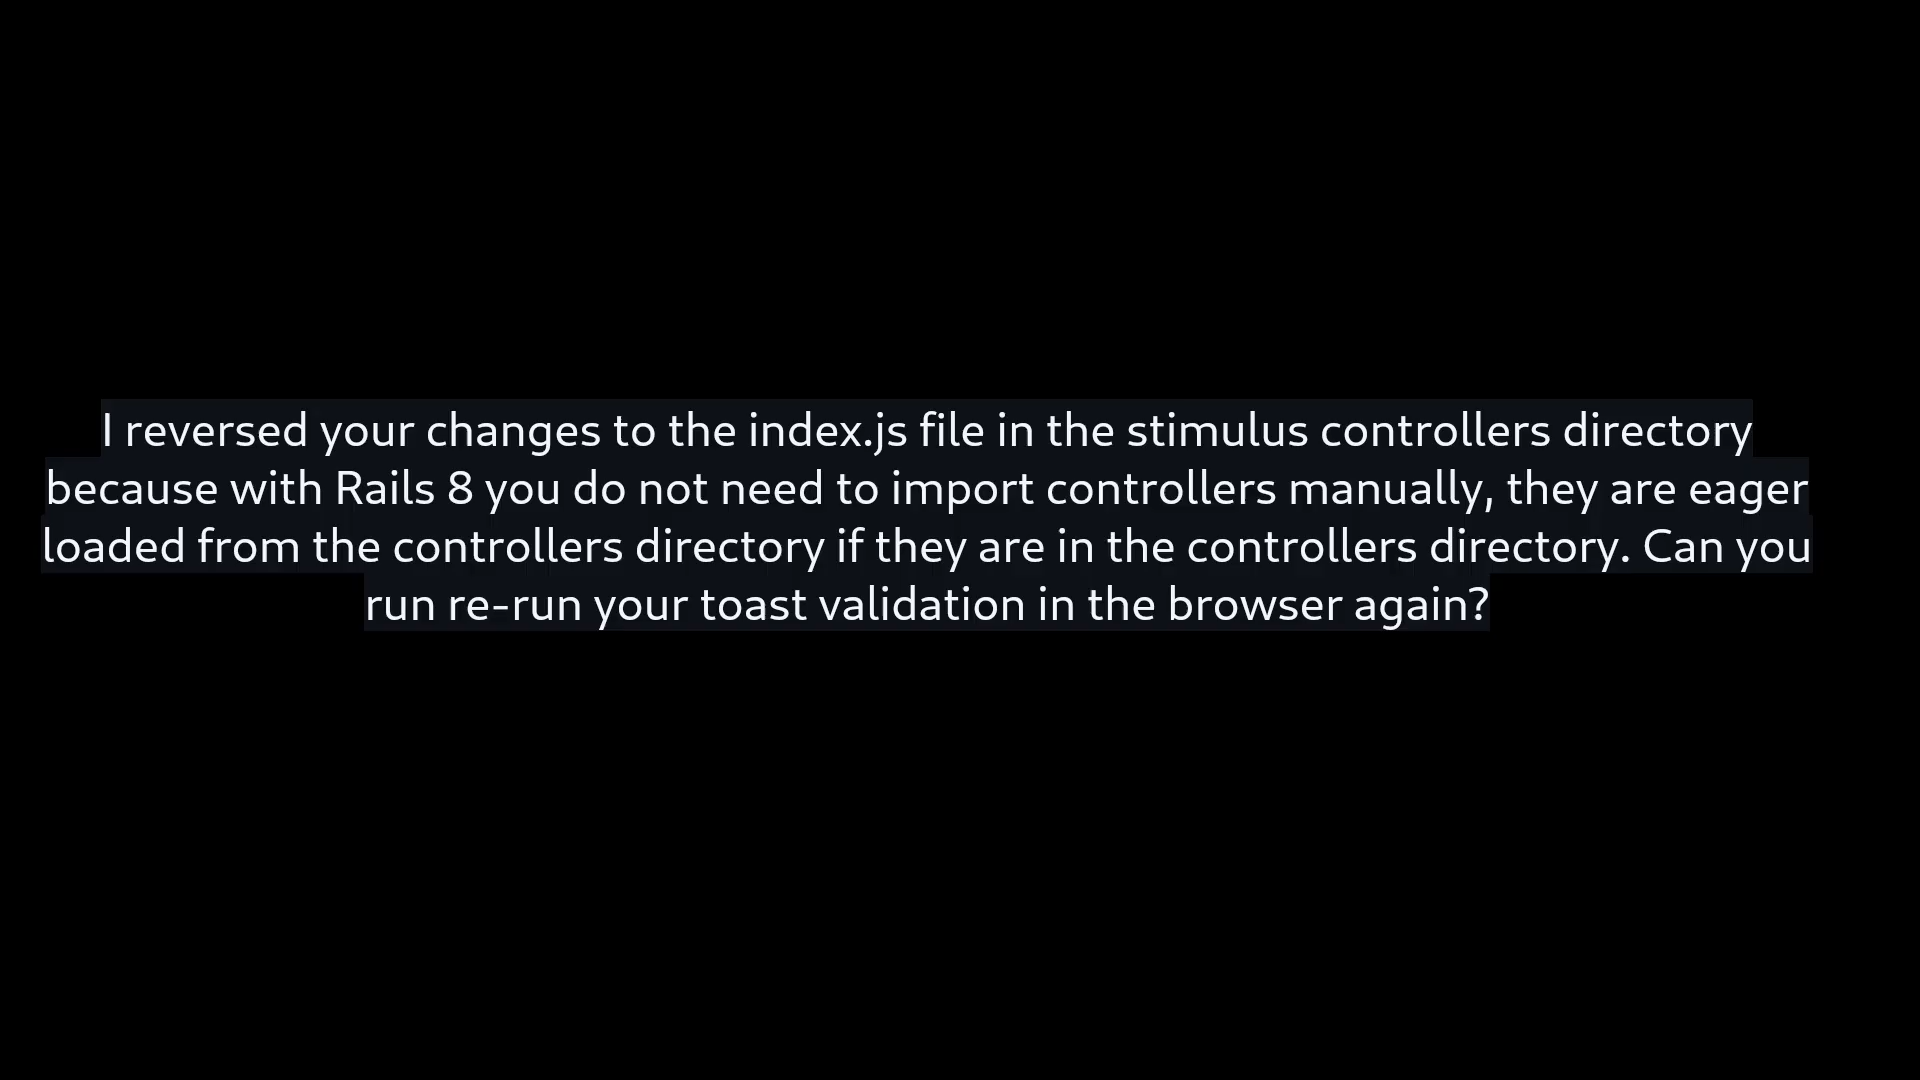 I reversed your changes to the index.js file in the stimulus controllers directory
because with Rails 8 you do not need to import controllers manually, they are eager
loaded from the controllers directory if they are in the controllers directory. Can you
run re-run your toast validation in the browser again?